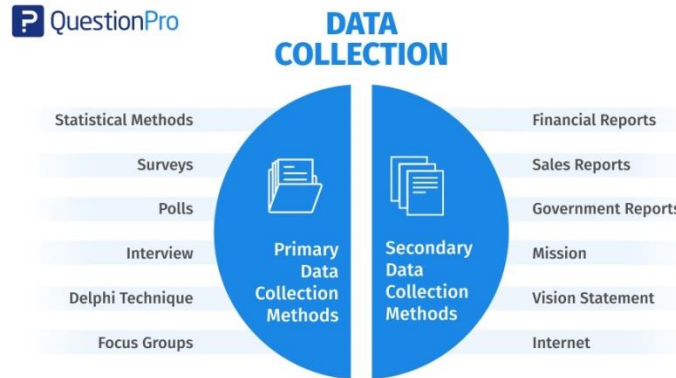 QuestionPro
DATA
COLLECTION
Statistical Methods
Surveys
Polls
Interview
Delphi Technique
Focus Groups
Primary
Data
Collection
Methods
Secondary
Data
Collection
Methods
Financial Reports
Sales Reports
Government Reports
Mission
Vision Statement
Internet